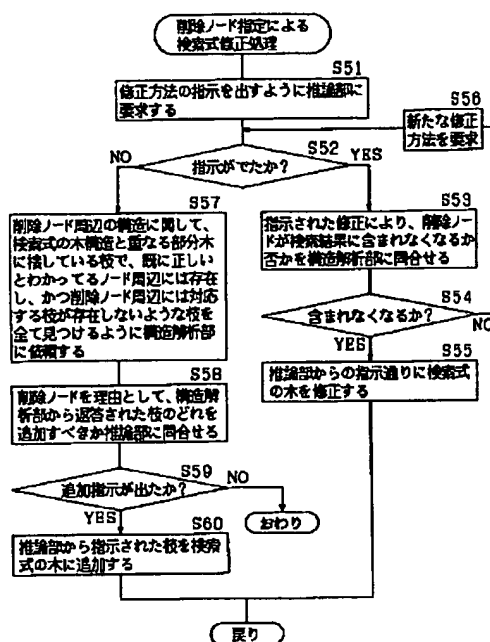 削除ノード指定による
検索式修正処理
S51
修正方法の指示を出すように推論部に
要求する
S56
新たな修正
方法を要求
S52
指示がでたか?
NO
YES
S57
削除ノード周辺の構造に関して、
検索式の木構造と重なる部分木
に接している枝で、既に正しい
とわかってるノード周辺には存在
し、かつ削除ノード周辺には対応
する枝が存在しないような枝を
全て見つけるように構造解析部
に依頼する
S53
指示された修正により、削除ノード
が検索結果に含まれなくなるか
否かを構造解析部に問合せる
S54
含まれなくなるか?
NO
YES
S55
推論部からの指示通りに検索式
の木を修正する
S58
削除ノードを理由として、構造解
析部から返答された枝のどれを
追加すべきか推論部に問合せる
S59
追加指示が出たか?
NO
YES
おわり
S60
推論部から指示された枝を検索
式の木に追加する
戻り